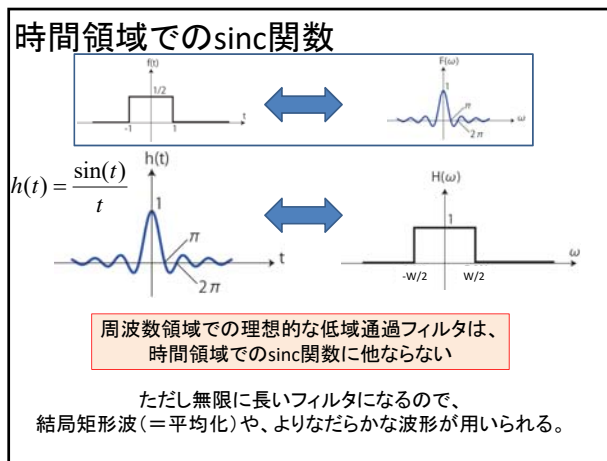 時間領域でのsinc関数
f(t)
1/2
-1
1
t
F(ω)
1
π
2π
ω
h(t) = sin(t) / t
h(t)
1
π
2π
t
H(ω)
1
-W/2
W/2
ω
周波数領域での理想的な低域通過フィルタは、
時間領域でのsinc関数に他ならない
ただし無限に長いフィルタになるので、
結局矩形波(=平均化)や、よりなだらかな波形が用いられる。